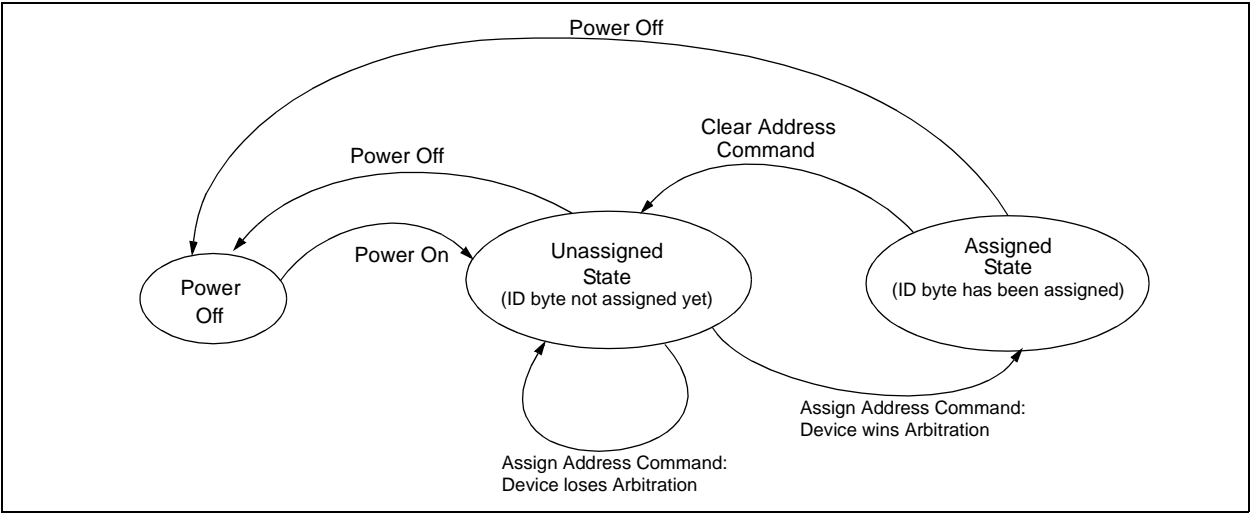 Power Off
Clear Address
Command
Power Off
Power On
Power
Off
Unassigned
State
(ID byte not assigned yet)
Assigned
State
(ID byte has been assigned)
Assign Address Command:
Device wins Arbitration
Assign Address Command:
Device loses Arbitration